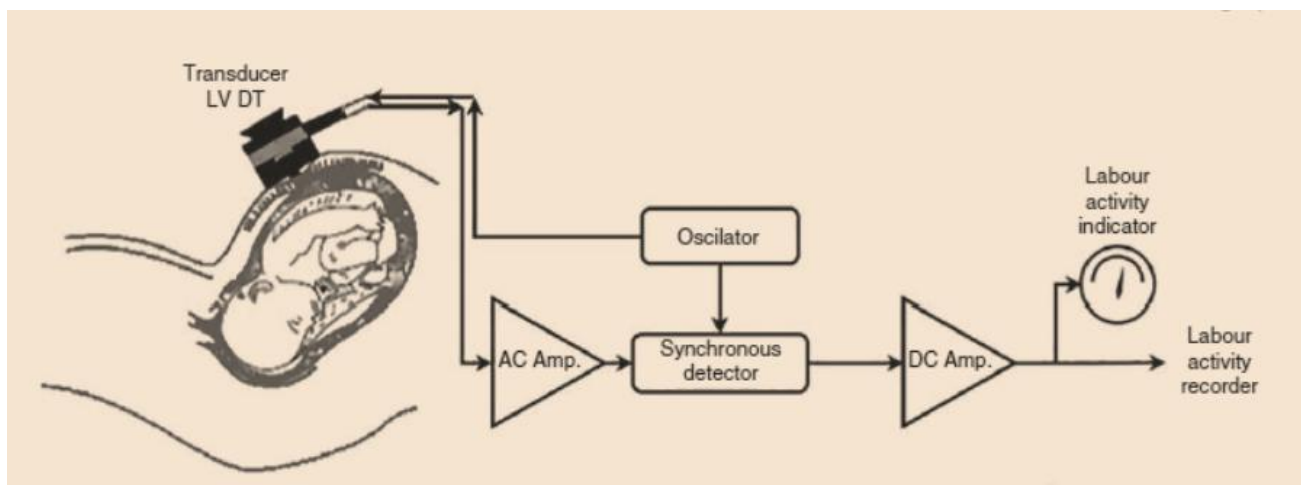 Transducer
LV DT
Oscilator
Labour
activity
indicator
AC Amp.
Synchronous
detector
DC Amp.
Labour
activity
recorder